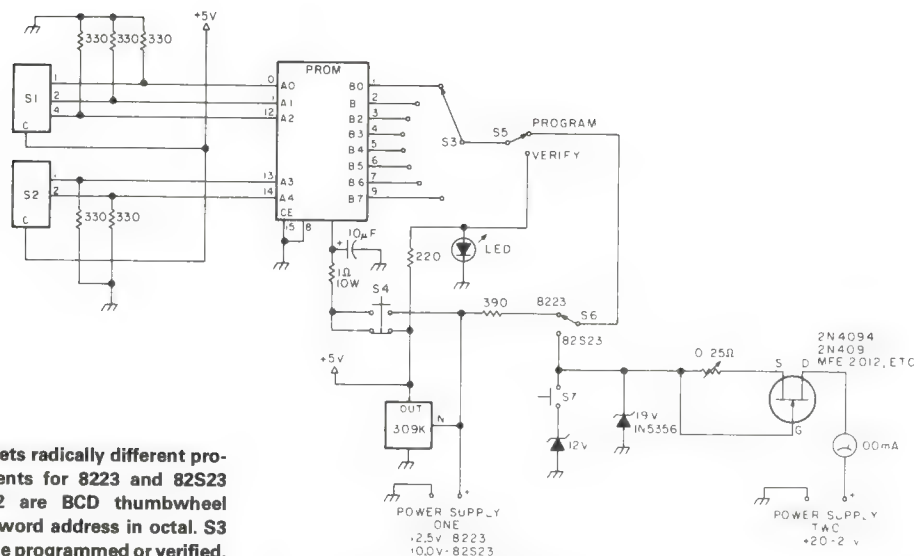 +5V
330 330 330
S1
1
2
4
C
S2
1
2
C
330 330
PROM
0 A0
1 A1
12 A2
13 A3
14 A4
CE
15 8
B0 1
B 2
B2 3
B3 4
B4 5
B5 6
B6 7
B7 9
S3
S5
PROGRAM
VERIFY
10μF
1Ω
10W
S4
220
LED
390
8223
S6
82S23
+5V
OUT
309K
N
S7
12V
19V
1N5356
0 25Ω
S D
G
2N4094
2N409
MFE 2012, ETC
00mA
POWER SUPPLY
ONE
12.5V 8223
10.0V-82S23
POWER SUPPLY
+20-2 V
ets radically different pro-
ents for 8223 and 82S23
2 are BCD thumbwheel
word address in octal. S3
e programmed or verified.